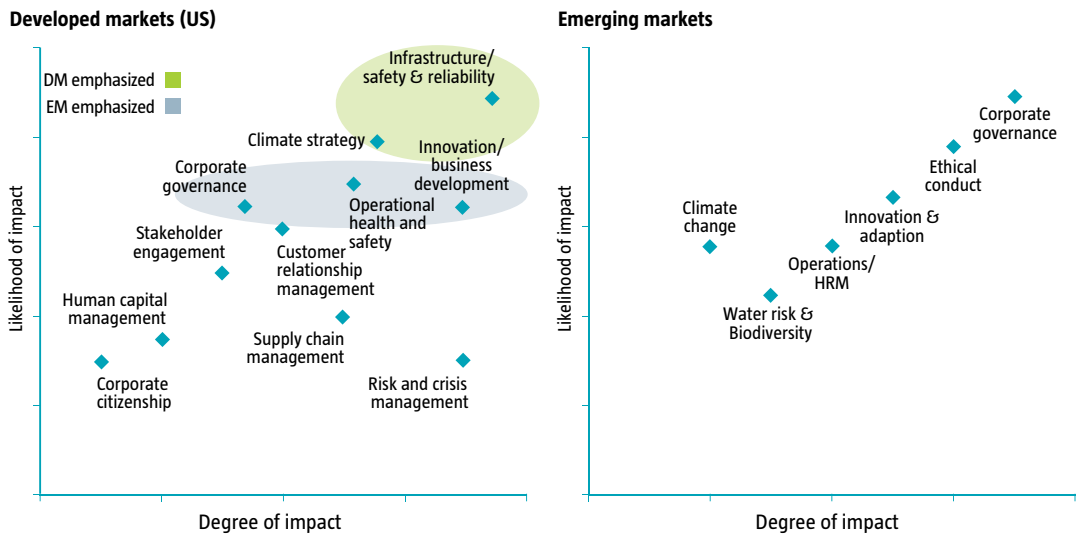 Developed markets (US)
DM emphasized
EM emphasized
Infrastructure/
safety & reliability
Climate strategy
Innovation/
business
development
Corporate
governance
Operational
health and
safety
Stakeholder
engagement
Customer
relationship
management
Human capital
management
Supply chain
management
Corporate
citizenship
Risk and crisis
management
Likelihood of impact
Degree of impact
Emerging markets
Corporate
governance
Ethical
conduct
Climate
change
Innovation &
adaption
Operations/
HRM
Water risk &
Biodiversity
Likelihood of impact
Degree of impact